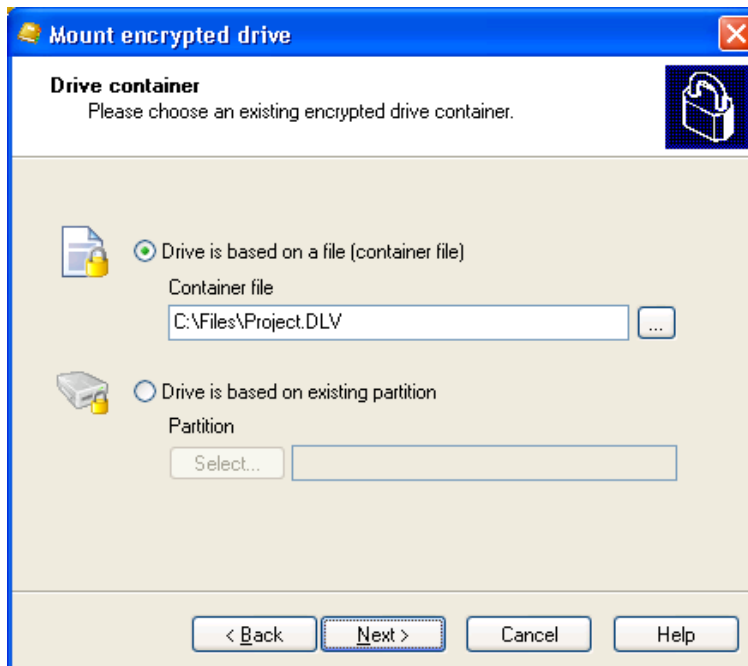 Mount encrypted drive
Drive container
Please choose an existing encrypted drive container.
Drive is based on a file (container file)
Container file
C:\Files\Project.DLV
...
Drive is based on existing partition
Partition
Select...
< Back Next > Cancel Help